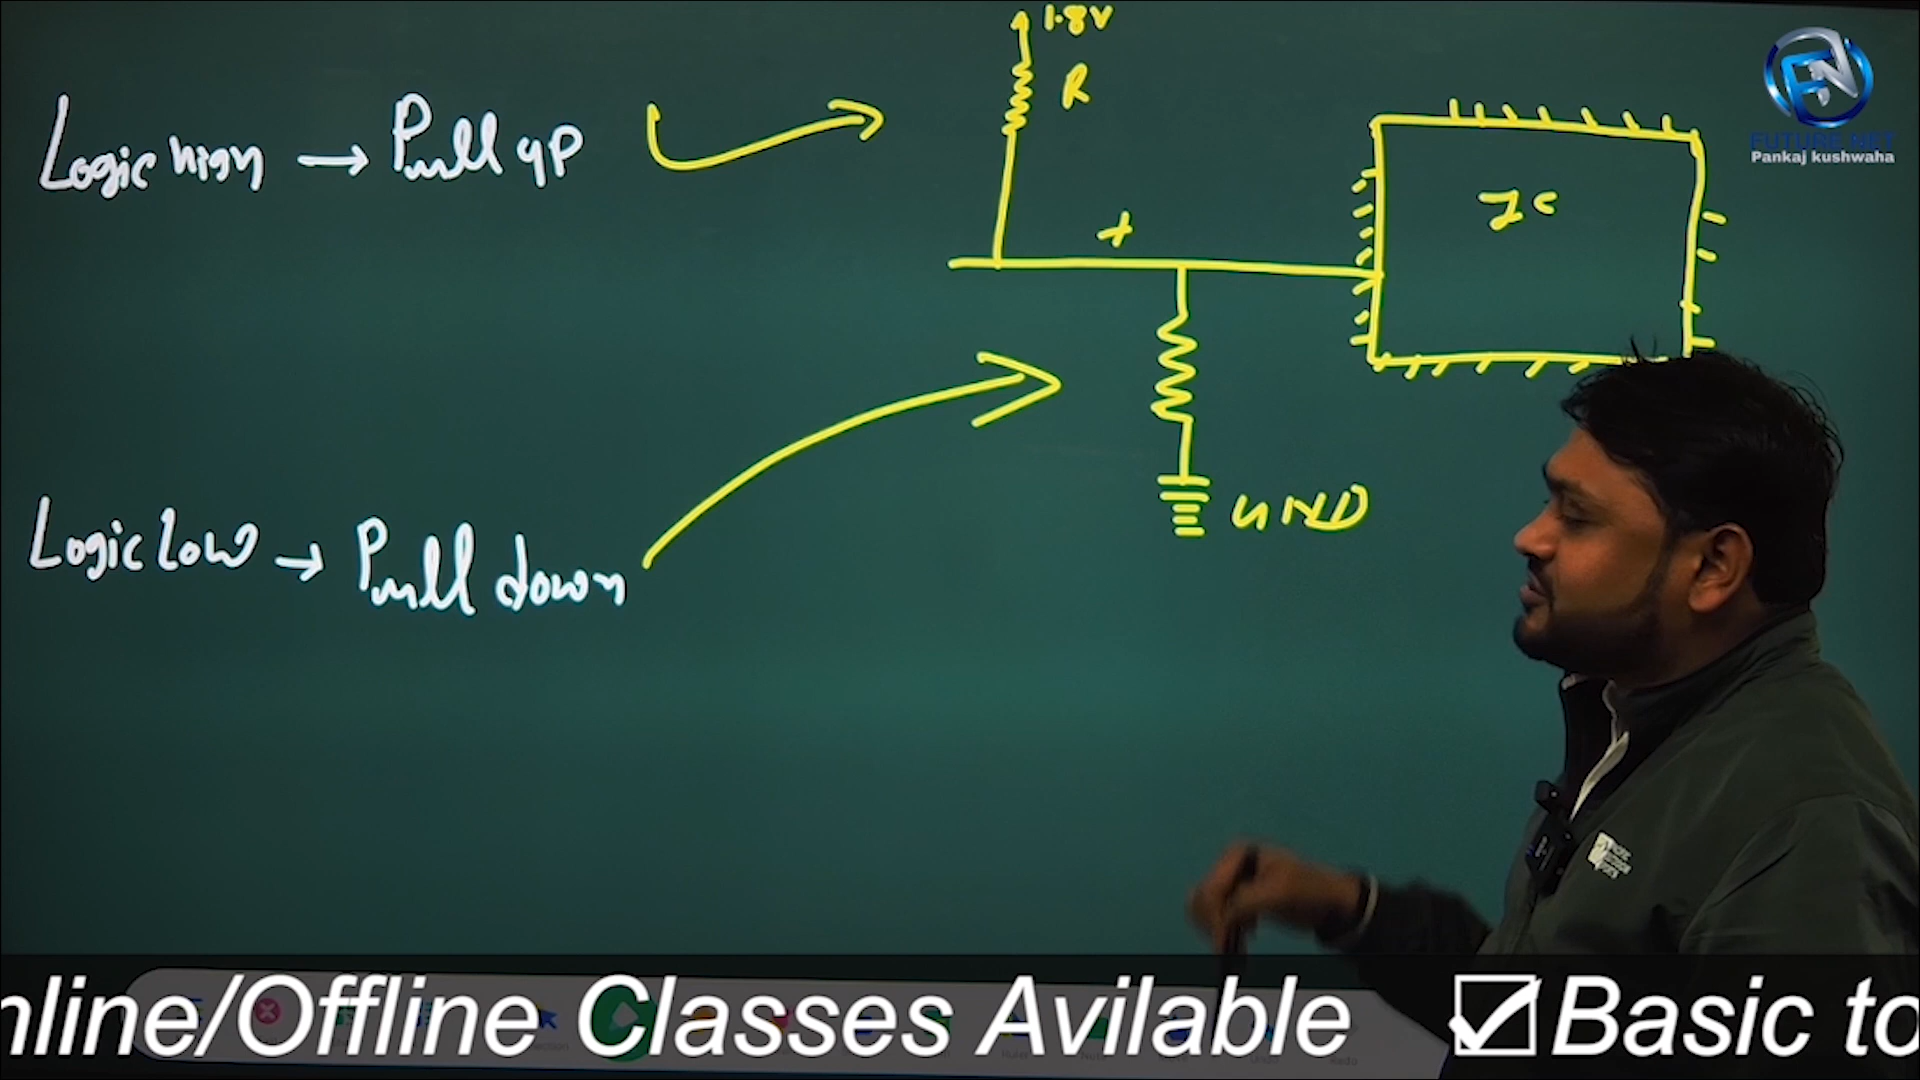 1.8V
R
Logic high → Pull up
+
IC
GND
Logic Low → Pull down
FUTURE NET
Pankaj kushwaha
nline/Offline Classes Avilable ☑Basic to